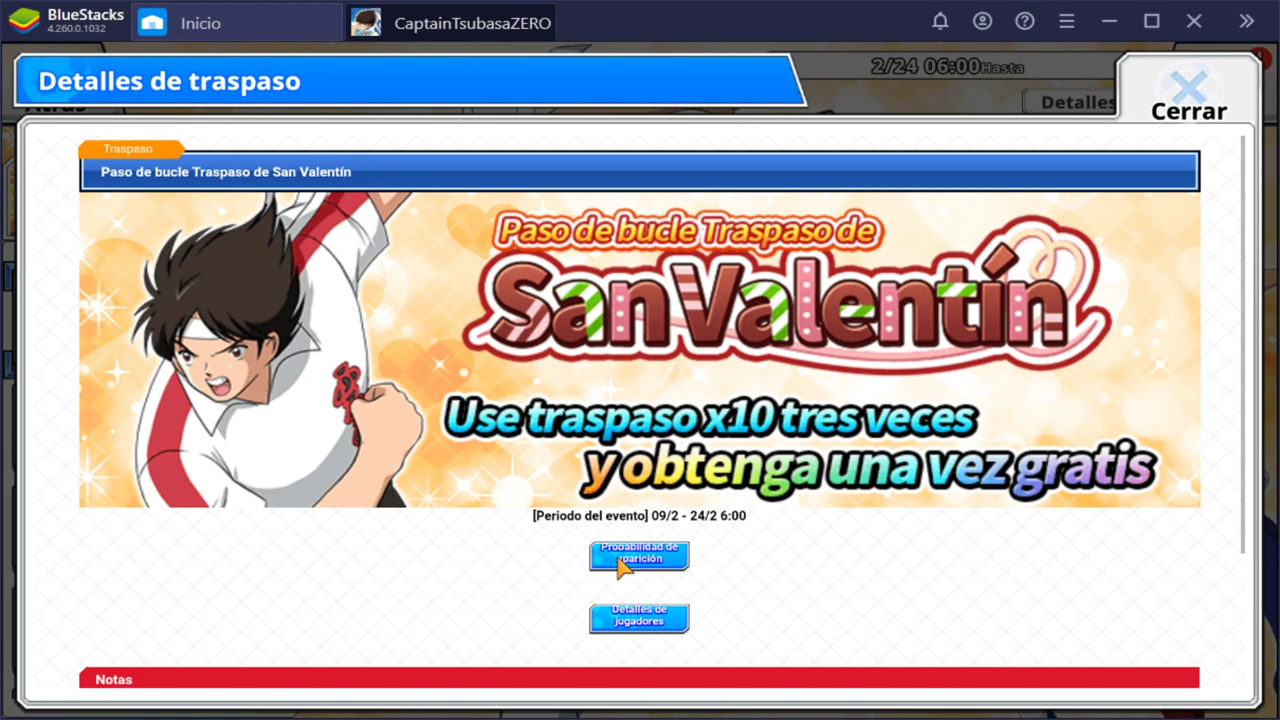 BlueStacks
4.260.0.1032
Inicio
CaptainTsubasaZERO
Detalles de traspaso
2/24 06:00Hasta
Atrás
Detalles
Cerrar
Traspaso
Paso de bucle Traspaso de San Valentín
Paso de bucle Traspaso de
San Valentín
Use traspaso x10 tres veces
y obtenga una vez gratis
[Periodo del evento] 09/2 - 24/2 6:00
Probabilidad de
aparición
Detalles de
jugadores
Notas